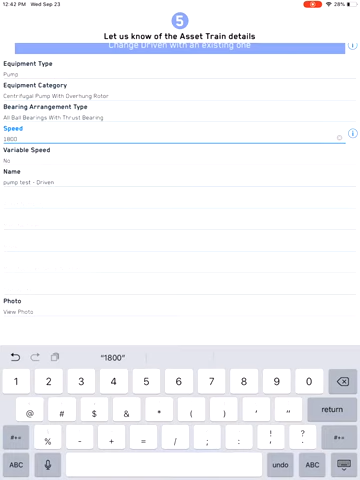 12.42 PM Wed Sep 23
28%
5
Let us know of the Asset Train details
Change Driven with an existing one
Equipment Type
Pump
Equipment Category
Centrifugal Pump With Overhung Rotor
Bearing Arrangement Type
All Ball Bearings With Thrust Bearing
Speed
1800
Variable Speed
No
Name
pump test - Driven
Photo
View Photo
"1800"
1 2 3 4 5 6 7 8 9 0
@ # $ & * ( ) ' " return
#+= % - + = / ; : ! , ? . #+=
ABC undo ABC